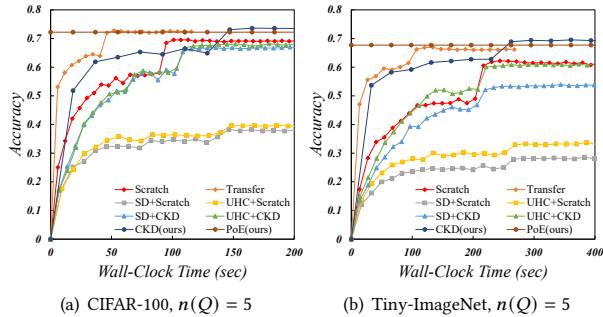 0.8
0.7
0.6
0.5
0.4
0.3
0.2
0.1
0
Accuracy
Scratch
Transfer
SD+Scratch
UHC+Scratch
SD+CKD
UHC+CKD
CKD(ours)
PoE(ours)
0 50 100 150 200
Wall-Clock Time (sec)
(a) CIFAR-100, n(Q) = 5
0.8
0.7
0.6
0.5
0.4
0.3
0.2
0.1
0
Accuracy
Scratch
Transfer
SD+Scratch
UHC+Scratch
SD+CKD
UHC+CKD
CKD(ours)
PoE(ours)
0 100 200 300 400
Wall-Clock Time (sec)
(b) Tiny-ImageNet, n(Q) = 5